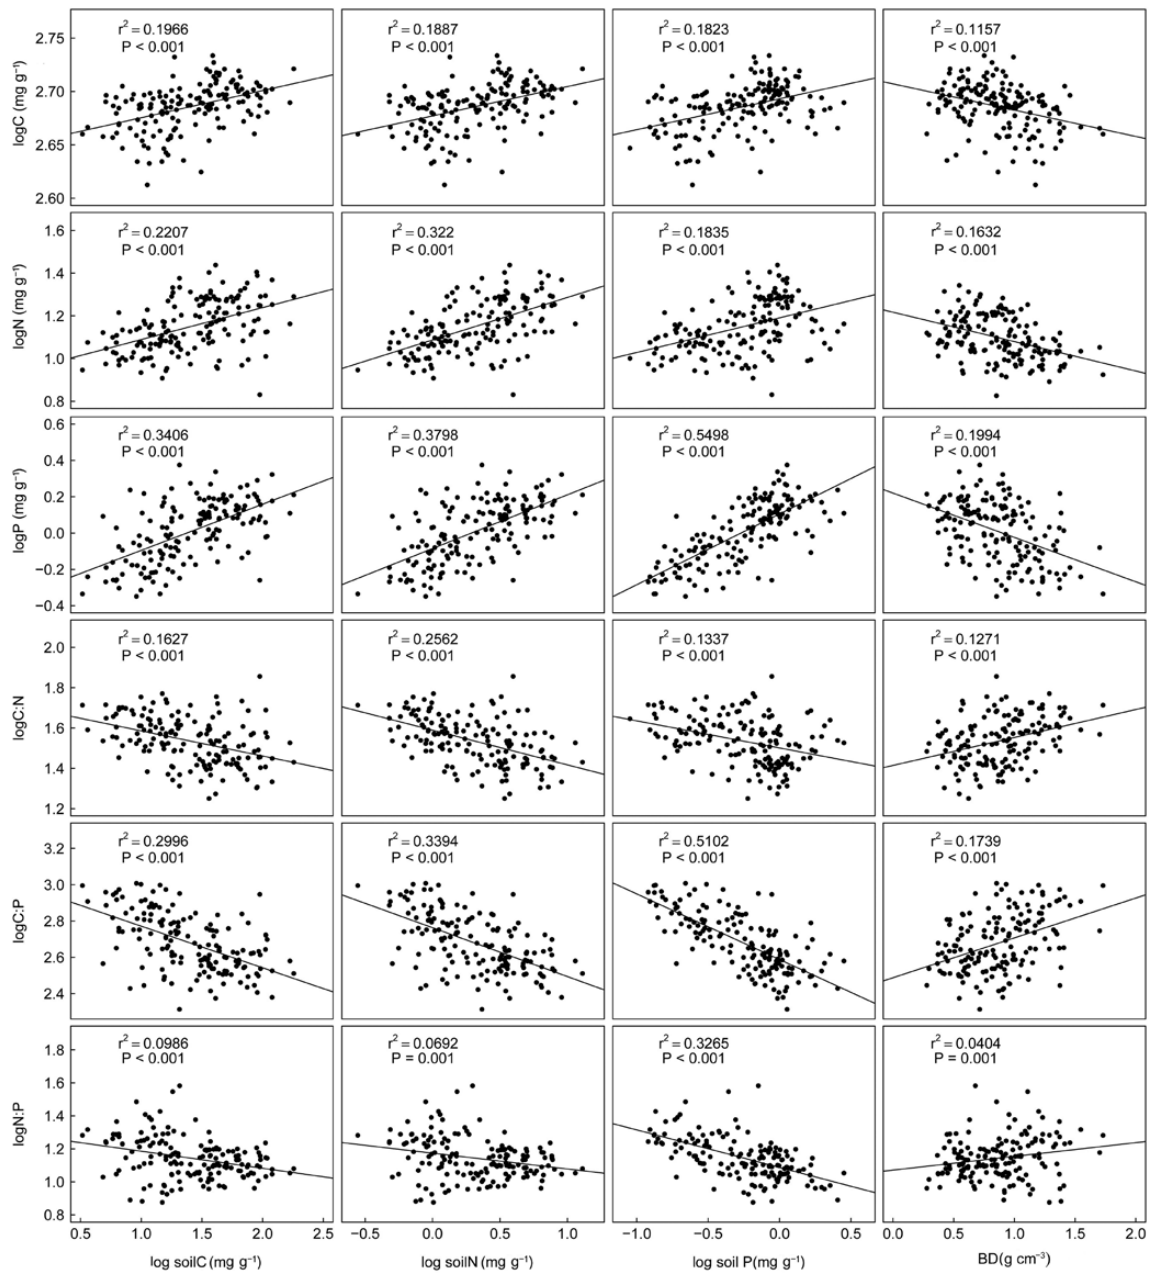 r² = 0.1966 r² = 0.1887 r² = 0.1823 r² = 0.1157
P < 0.001 P < 0.001 P < 0.001 P < 0.001
logC (mg g⁻¹)
2.75
2.70
2.65
2.60
r² = 0.2207 r² = 0.322 r² = 0.1835 r² = 0.1632
P < 0.001 P < 0.001 P < 0.001 P < 0.001
logN (mg g⁻¹)
1.6
1.4
1.2
1.0
0.8
r² = 0.3406 r² = 0.3798 r² = 0.5498 r² = 0.1994
P < 0.001 P < 0.001 P < 0.001 P < 0.001
logP (mg g⁻¹)
0.6
0.4
0.2
0.0
−0.2
−0.4
r² = 0.1627 r² = 0.2562 r² = 0.1337 r² = 0.1271
P < 0.001 P < 0.001 P < 0.001 P < 0.001
logC:N
2.0
1.8
1.6
1.4
1.2
r² = 0.2996 r² = 0.3394 r² = 0.5102 r² = 0.1739
P < 0.001 P < 0.001 P < 0.001 P < 0.001
logC:P
3.2
3.0
2.8
2.6
2.4
r² = 0.0986 r² = 0.0692 r² = 0.3265 r² = 0.0404
P < 0.001 P = 0.001 P < 0.001 P = 0.001
logN:P
1.8
1.6
1.4
1.2
1.0
0.8
0.5 1.0 1.5 2.0 2.5 −0.5 0.0 0.5 1.0 −1.0 −0.5 0.0 0.5 0.0 0.5 1.0 1.5 2.0
log soilC (mg g⁻¹) log soilN (mg g⁻¹) log soil P(mg g⁻¹) BD(g cm⁻³)